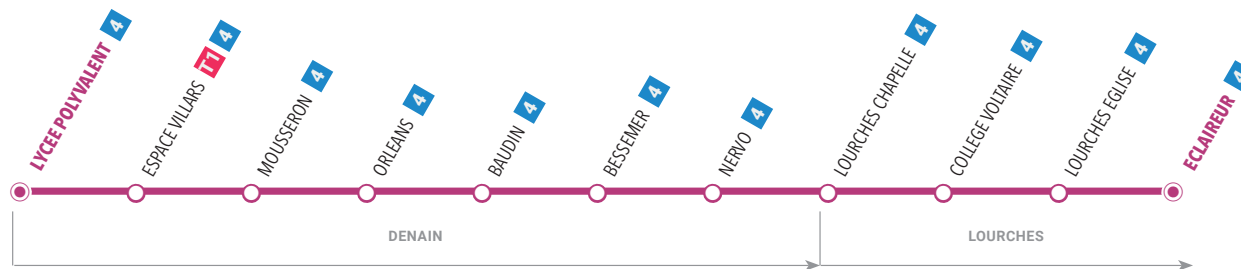 LYCEE POLYVALENT 4
ESPACE VILLARS T1 4
MOUSSERON 4
ORLEANS 4
BAUDIN 4
BESSEMER 4
NERVO 4
LOURCHES CHAPELLE 4
COLLEGE VOLTAIRE 4
LOURCHES EGLISE 4
ECLAIREUR 4
DENAIN
LOURCHES